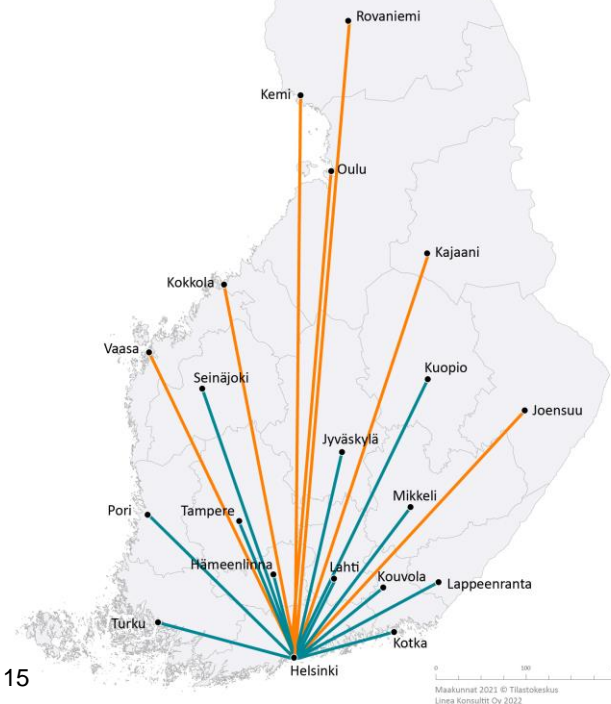 Rovaniemi
Kemi
Oulu
Kajaani
Kokkola
Vaasa
Seinäjoki
Kuopio
Joensuu
Jyväskylä
Mikkeli
Pori
Tampere
Hämeenlinna
Lahti
Kouvola
Lappeenranta
Turku
Kotka
Helsinki
15
0 100
Maakunnat 2021 © Tilastokeskus
Linea Konsultit Oy 2022